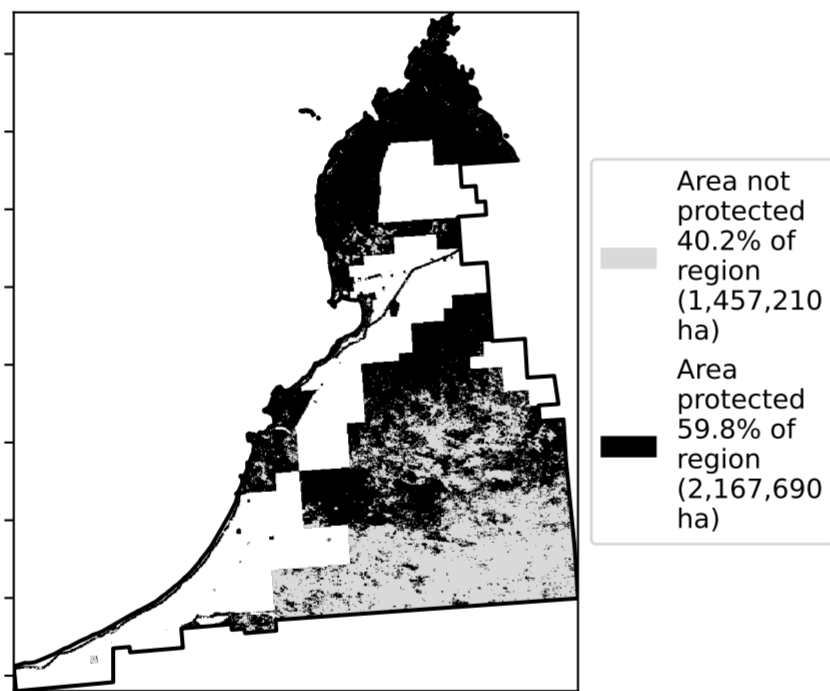 Area not
protected
40.2% of
region
(1,457,210
ha)
Area
protected
59.8% of
region
(2,167,690
ha)